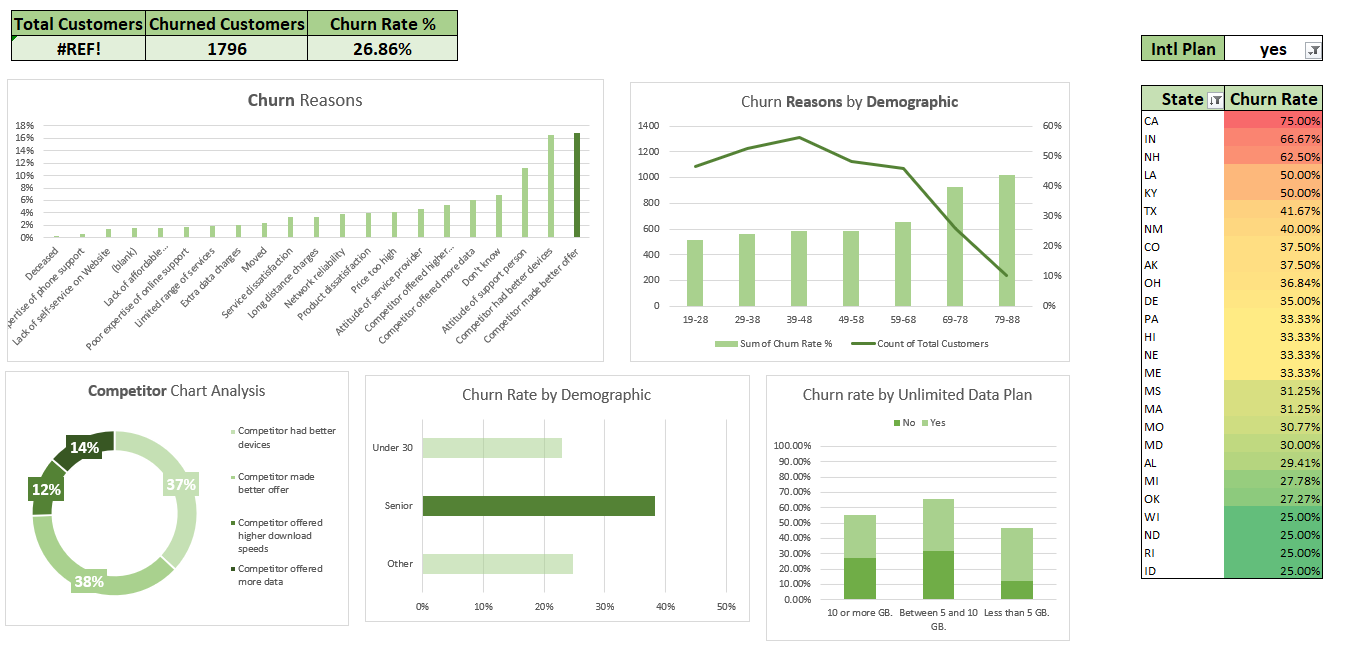 Total Customers Churned Customers Churn Rate %
#REF! 1796 26.86%
Intl Plan yes
Churn Reasons
18%
16%
14%
12%
10%
8%
6%
4%
2%
0%
Deceased
pertise of phone support
Lack of self-service on Website
(blank)
Lack of affordable...
Poor expertise of online support
Limited range of services
Extra data charges
Moved
Service dissatisfaction
Long distance charges
Network reliability
Product dissatisfaction
Price too high
Attitude of service provider
Competitor offered higher...
Competitor offered more data
Don't know
Attitude of support person
Competitor had better devices
Competitor made better offer
Churn Reasons by Demographic
1400
1200
1000
800
600
400
200
0
60%
50%
40%
30%
20%
10%
0%
19-28 29-38 39-48 49-58 59-68 69-78 79-88
Sum of Churn Rate % Count of Total Customers
Competitor Chart Analysis
14%
12%
37%
38%
Competitor had better
devices
Competitor made
better offer
Competitor offered
higher download
speeds
Competitor offered
more data
Churn Rate by Demographic
Under 30
Senior
Other
0% 10% 20% 30% 40% 50%
Churn rate by Unlimited Data Plan
No Yes
100.00%
90.00%
80.00%
70.00%
60.00%
50.00%
40.00%
30.00%
20.00%
10.00%
0.00%
10 or more GB. Between 5 and 10 Less than 5 GB.
GB.
State Churn Rate
CA 75.00%
IN 66.67%
NH 62.50%
LA 50.00%
KY 50.00%
TX 41.67%
NM 40.00%
CO 37.50%
AK 37.50%
OH 36.84%
DE 35.00%
PA 33.33%
HI 33.33%
NE 33.33%
ME 33.33%
MS 31.25%
MA 31.25%
MO 30.77%
MD 30.00%
AL 29.41%
MI 27.78%
OK 27.27%
WI 25.00%
ND 25.00%
RI 25.00%
ID 25.00%